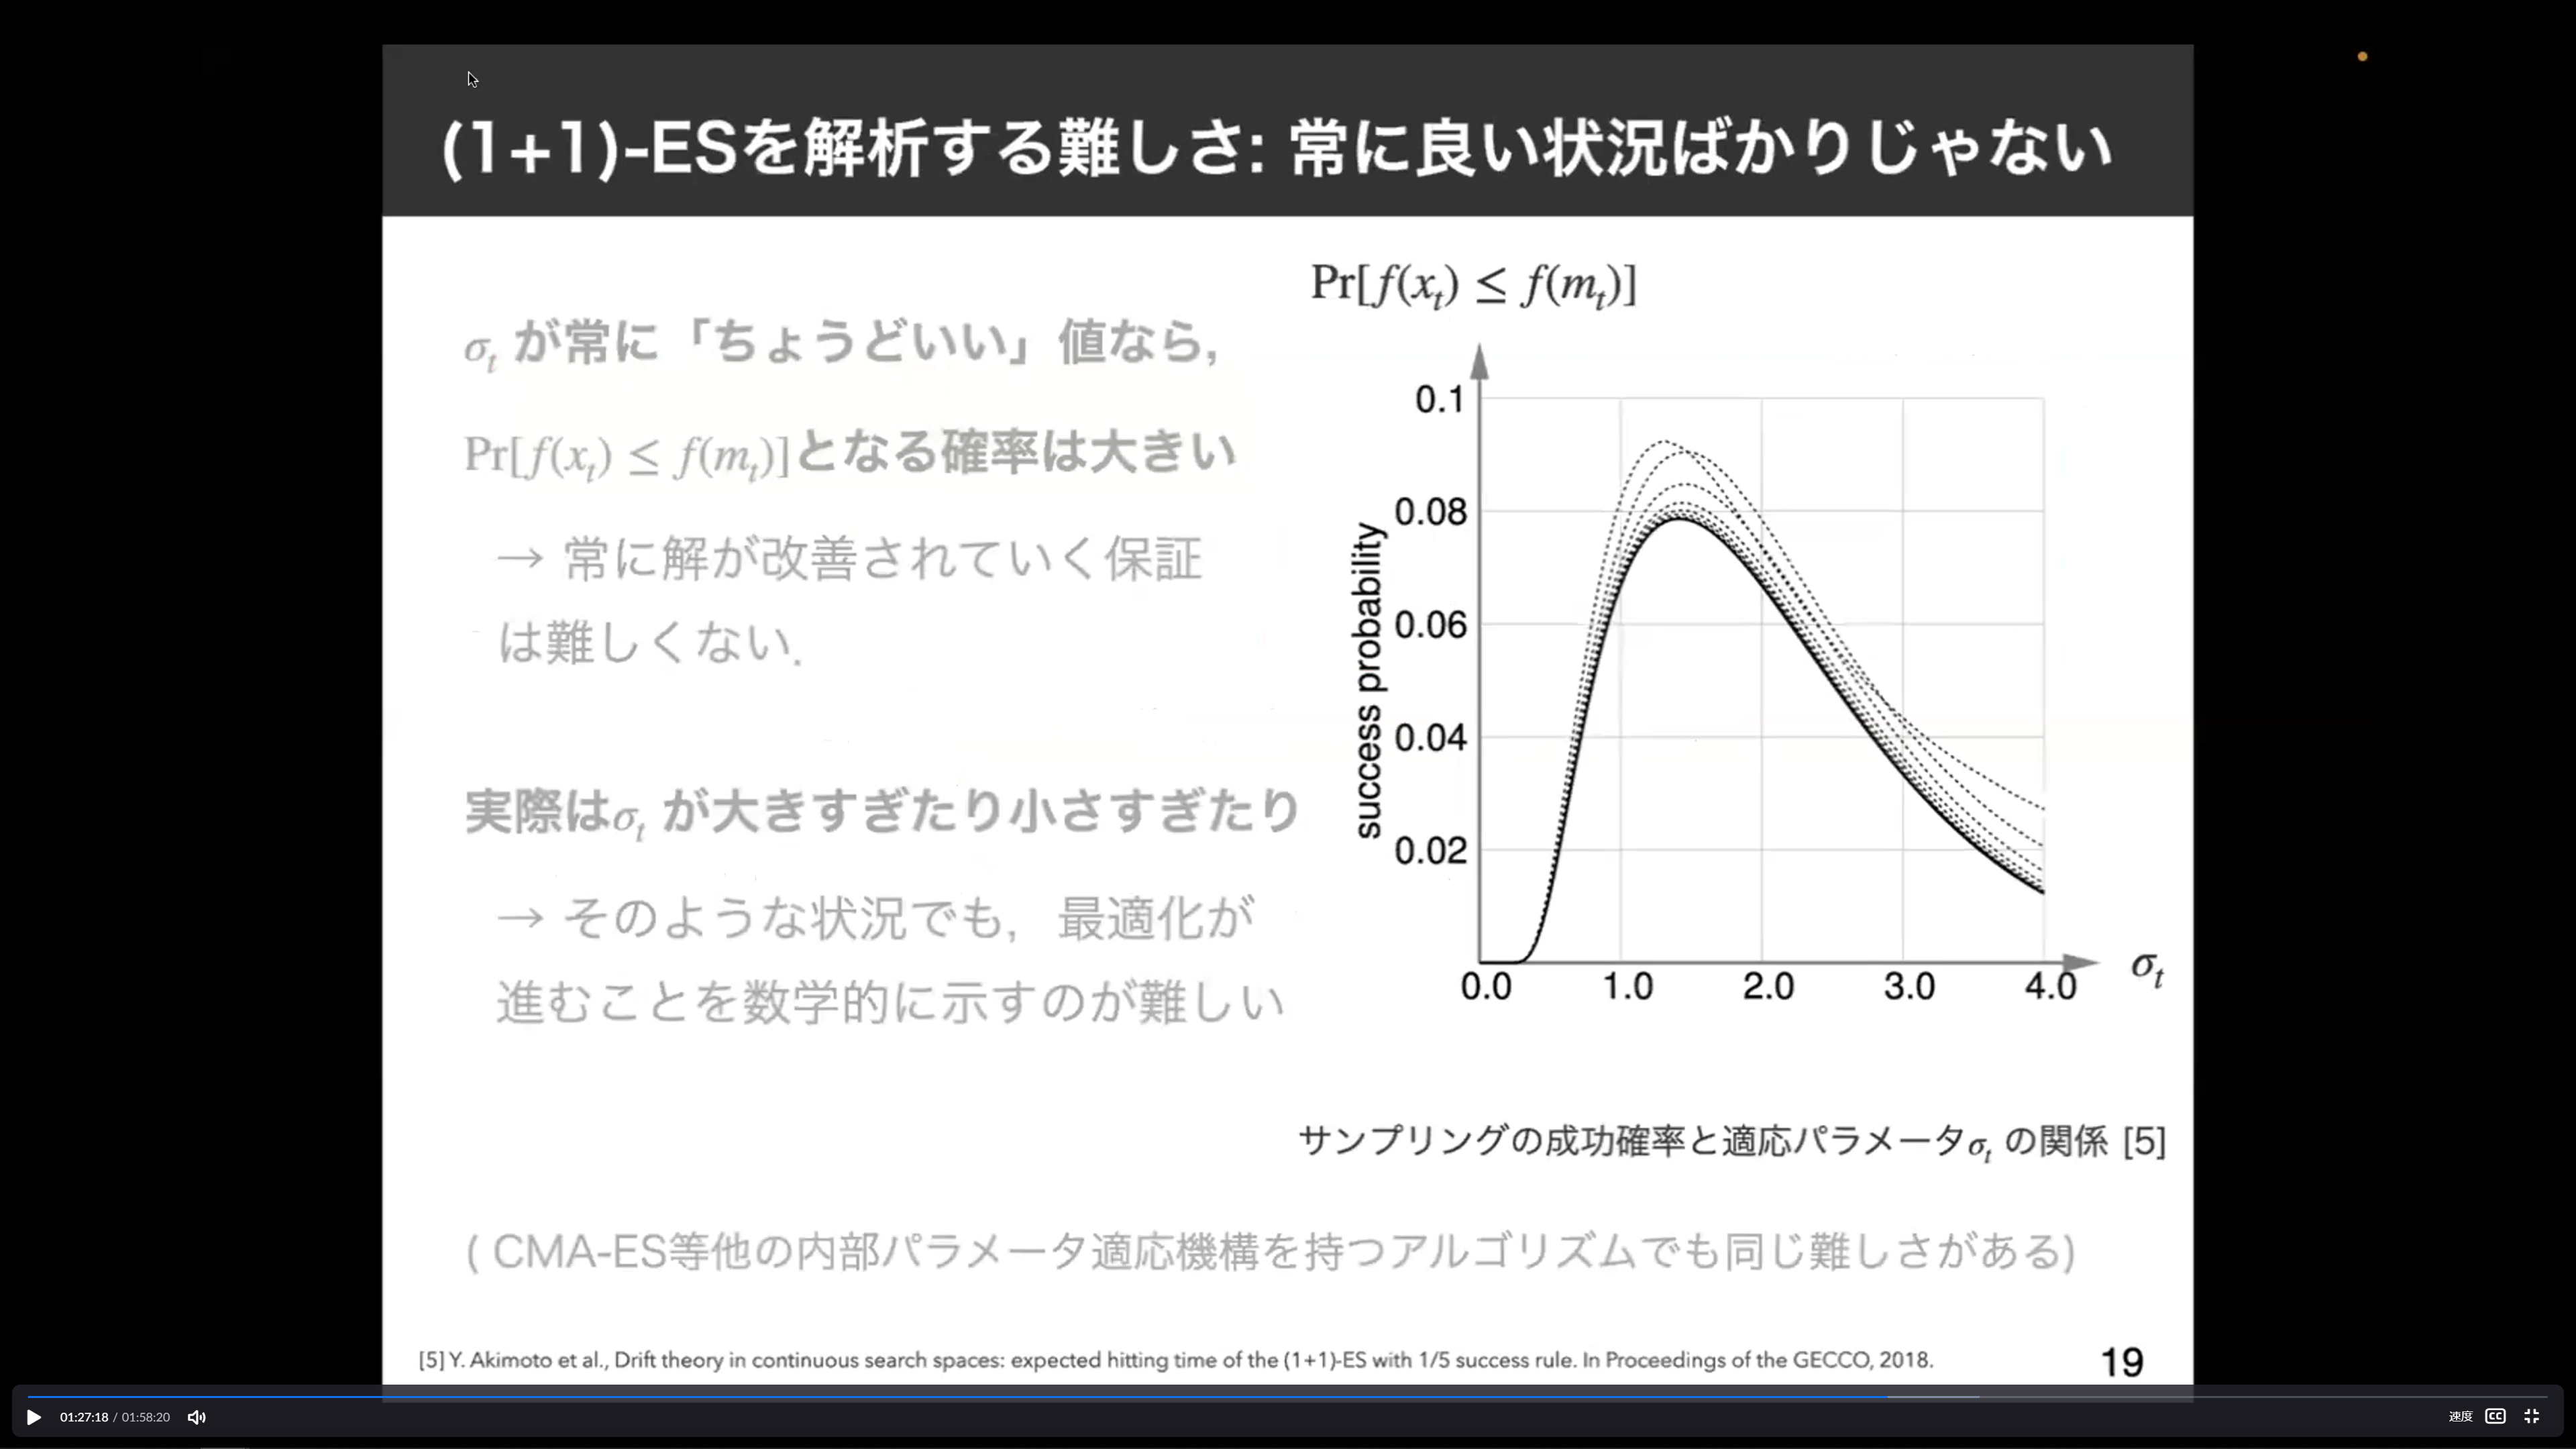 (1+1)-ESを解析する難しさ: 常に良い状況ばかりじゃない
σt が常に「ちょうどいい」値なら,
Pr[f(xt) ≤ f(mt)]となる確率は大きい
→ 常に解が改善されていく保証
は難しくない.
実際はσt が大きすぎたり小さすぎたり
→ そのような状況でも, 最適化が
進むことを数学的に示すのが難しい
Pr[f(xt) ≤ f(mt)]
success probability
0.1
0.08
0.06
0.04
0.02
0.0 1.0 2.0 3.0 4.0
σt
サンプリングの成功確率と適応パラメータσt の関係 [5]
( CMA-ES等他の内部パラメータ適応機構を持つアルゴリズムでも同じ難しさがある)
[5] Y. Akimoto et al., Drift theory in continuous search spaces: expected hitting time of the (1+1)-ES with 1/5 success rule. In Proceedings of the GECCO, 2018.
19
01:27:18 / 01:58:20
速度 CC